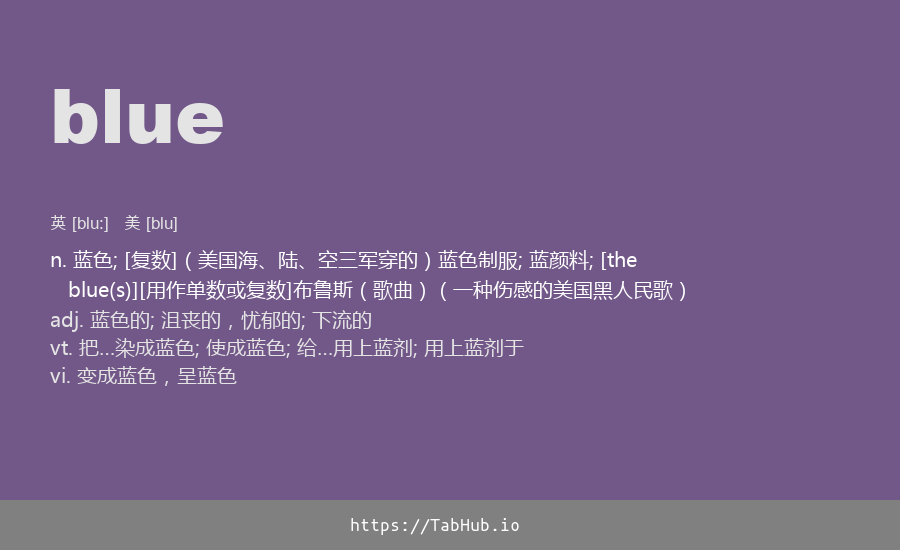 blue
英 [blu:] 美 [blu]
n. 蓝色; [复数]（美国海、陆、空三军穿的）蓝色制服; 蓝颜料; [the
blue(s)][用作单数或复数]布鲁斯（歌曲）（一种伤感的美国黑人民歌）
adj. 蓝色的; 沮丧的，忧郁的; 下流的
vt. 把...染成蓝色; 使成蓝色; 给...用上蓝剂; 用上蓝剂于
vi. 变成蓝色，呈蓝色
https://TabHub.io